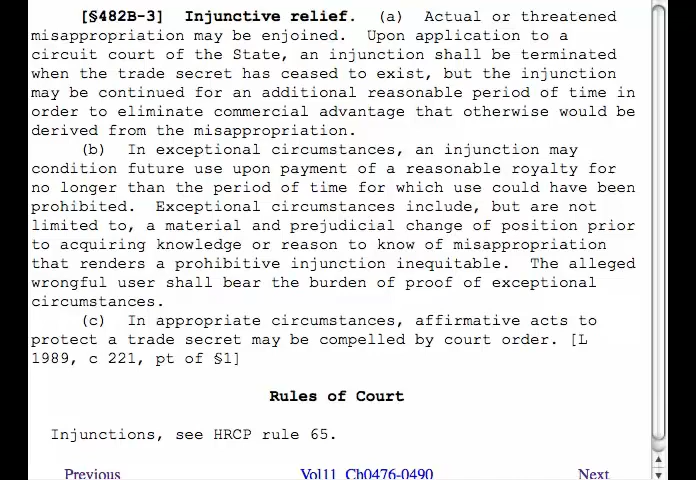 [§482B-3] Injunctive relief. (a) Actual or threatened
misappropriation may be enjoined. Upon application to a
circuit court of the State, an injunction shall be terminated
when the trade secret has ceased to exist, but the injunction
may be continued for an additional reasonable period of time in
order to eliminate commercial advantage that otherwise would be
derived from the misappropriation.
(b) In exceptional circumstances, an injunction may
condition future use upon payment of a reasonable royalty for
no longer than the period of time for which use could have been
prohibited. Exceptional circumstances include, but are not
limited to, a material and prejudicial change of position prior
to acquiring knowledge or reason to know of misappropriation
that renders a prohibitive injunction inequitable. The alleged
wrongful user shall bear the burden of proof of exceptional
circumstances.
(c) In appropriate circumstances, affirmative acts to
protect a trade secret may be compelled by court order. [L
1989, c 221, pt of §1]
Rules of Court
Injunctions, see HRCP rule 65.
Previous Vol11_Ch0476-0490 Next